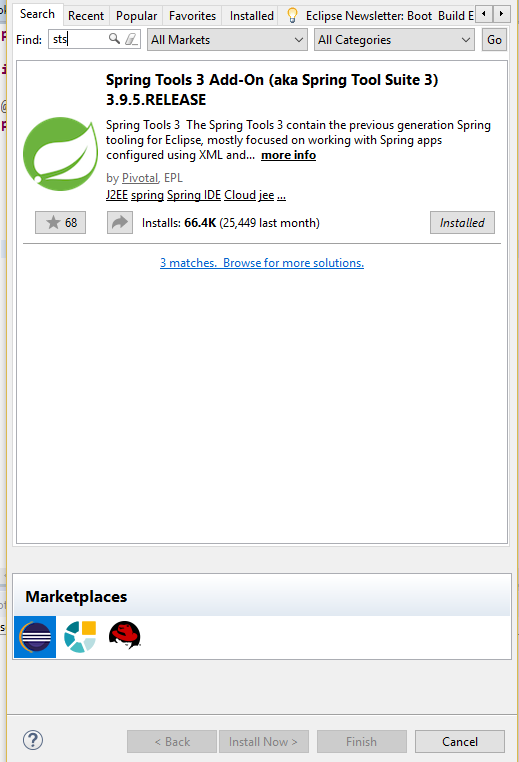 Search Recent Popular Favorites Installed Eclipse Newsletter: Boot Build E
Find: sts All Markets All Categories Go
Spring Tools 3 Add-On (aka Spring Tool Suite 3)
3.9.5.RELEASE
Spring Tools 3 The Spring Tools 3 contain the previous generation Spring
tooling for Eclipse, mostly focused on working with Spring apps
configured using XML and... more info
by Pivotal, EPL
J2EE spring Spring IDE Cloud jee ...
68 Installs: 66.4K (25,449 last month) Installed
3 matches. Browse for more solutions.
Marketplaces
? < Back Install Now > Finish Cancel